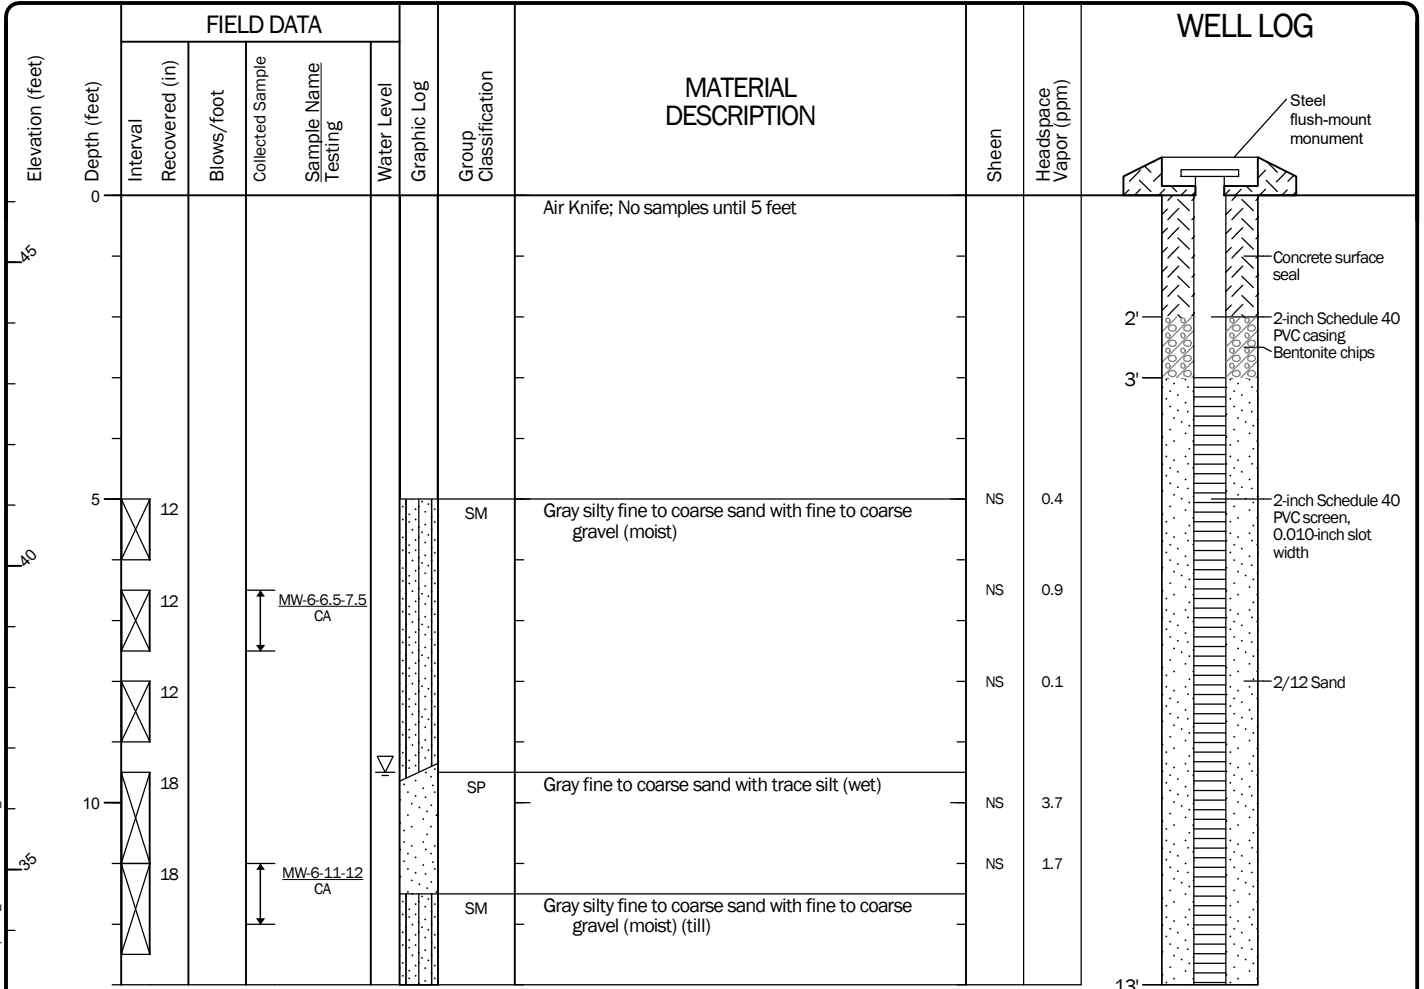 FIELD DATA
WELL LOG
Elevation (feet)
Depth (feet)
Interval
Recovered (in)
Blows/foot
Collected Sample
Sample Name
Testing
Water Level
Graphic Log
Group
Classification
MATERIAL
DESCRIPTION
Sheen
Headspace
Vapor (ppm)
Steel
flush-mount
monument
0
Air Knife; No samples until 5 feet
45
Concrete surface
seal
2'
2-inch Schedule 40
PVC casing
Bentonite chips
3'
5
12
SM
Gray silty fine to coarse sand with fine to coarse
gravel (moist)
NS
0.4
2-inch Schedule 40
PVC screen,
0.010-inch slot
width
40
12
MW-6-6.5-7.5
CA
NS
0.9
12
NS
0.1
2/12 Sand
18
SP
Gray fine to coarse sand with trace silt (wet)
10
NS
3.7
35
18
MW-6-11-12
CA
NS
1.7
SM
Gray silty fine to coarse sand with fine to coarse
gravel (moist) (till)
13'